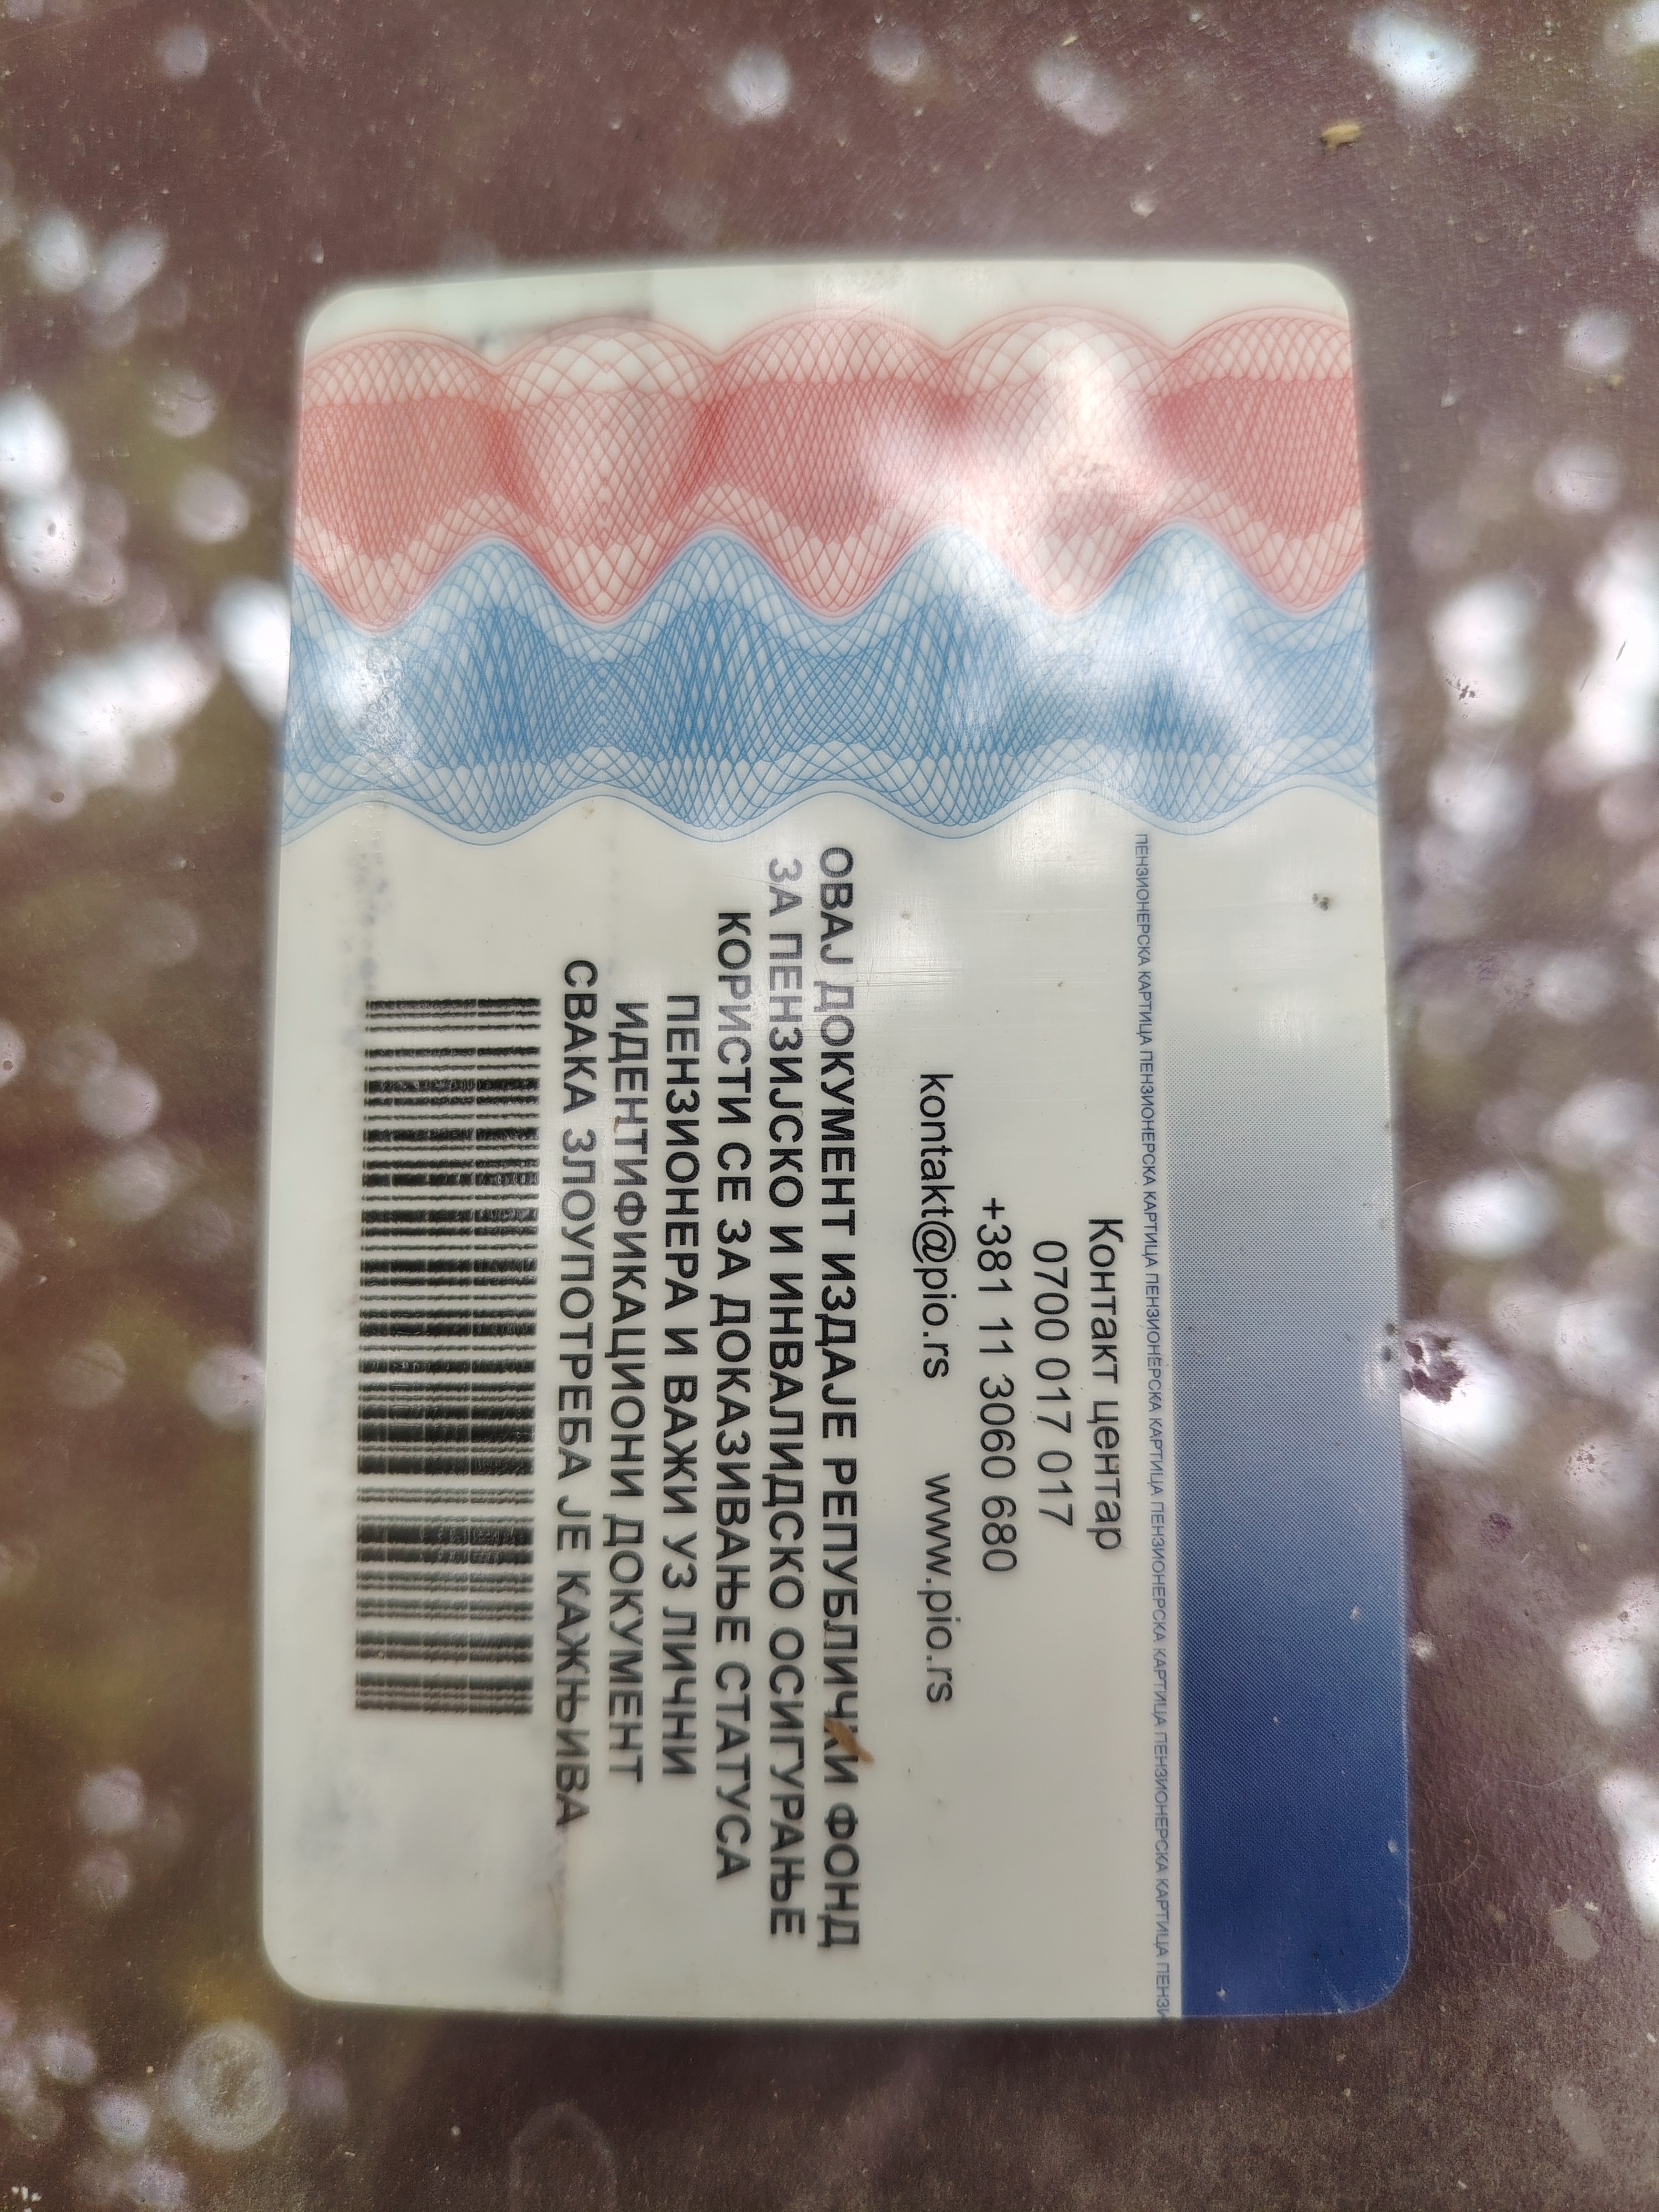 ПЕНЗИОНЕРСКА КАРТИЦА ПЕНЗИОНЕРСКА КАРТИЦА ПЕНЗИОНЕРСКА КАРТИЦА ПЕНЗИОНЕРСКА КАРТИЦА ПЕНЗИОНЕРСКА КАРТИЦА ПЕНЗИ
Контакт центар
0700 017 017
+381 11 3060 680
kontakt@pio.rs www.pio.rs
ОВАЈ ДОКУМЕНТ ИЗДАЈЕ РЕПУБЛИЧКИ ФОНД
ЗА ПЕНЗИЈСКО И ИНВАЛИДСКО ОСИГУРАЊЕ
КОРИСТИ СЕ ЗА ДОКАЗИВАЊЕ СТАТУСА
ПЕНЗИОНЕРА И ВАЖИ УЗ ЛИЧНИ
ИДЕНТИФИКАЦИОНИ ДОКУМЕНТ
СВАКА ЗЛОУПОТРЕБА ЈЕ КАЖЊИВА